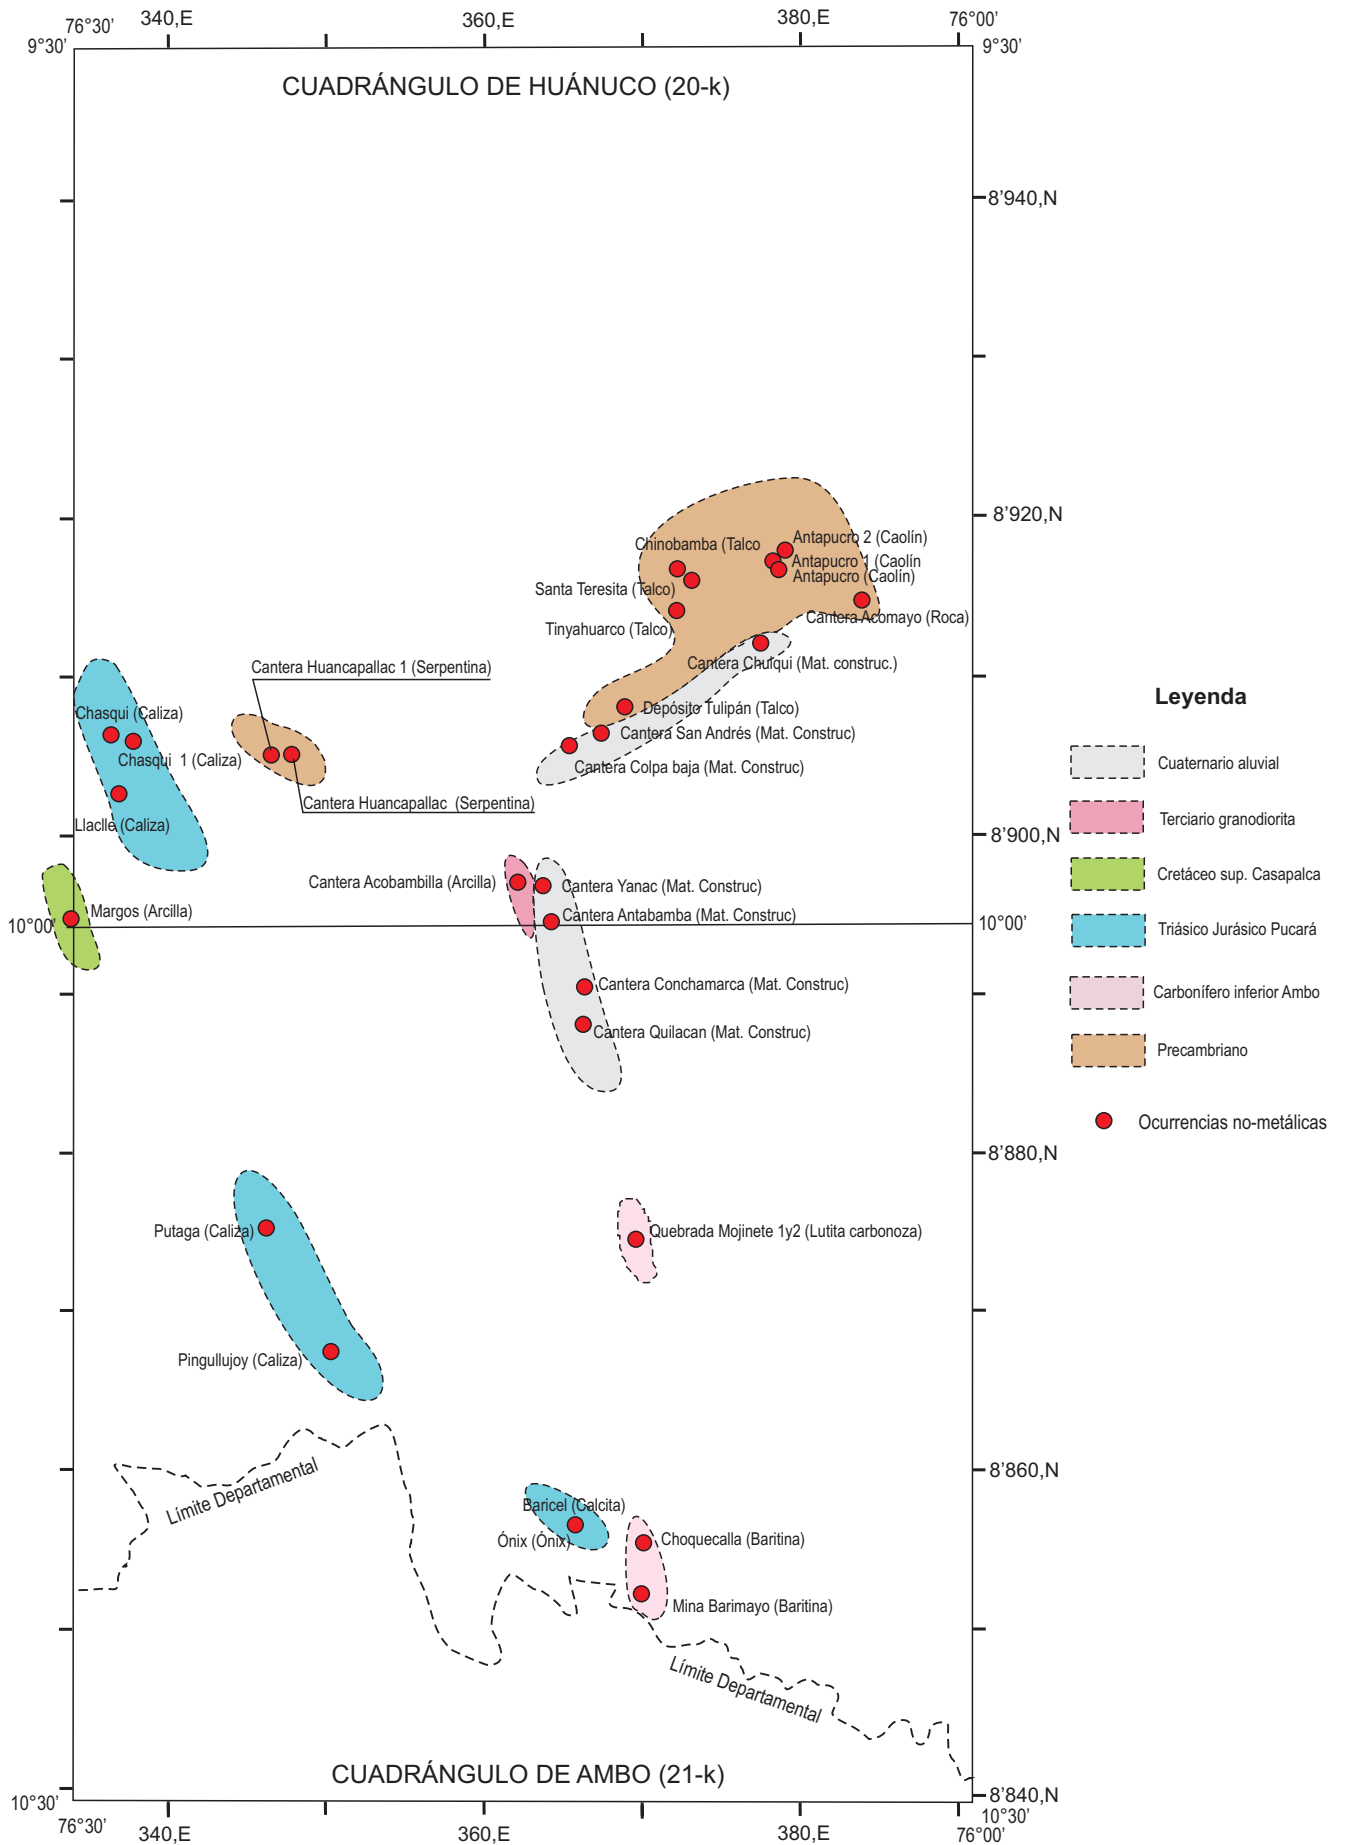 76°30’
340,E
360,E
380,E
76°00’
9°30’
9°30’
CUADRÁNGULO DE HUÁNUCO (20-k)
8’940,N
8’920,N
Antapucro 2 (Caolín)
Chinobamba (Talco
Antapucro 1 (Caolín
Antapucro (Caolín)
Santa Teresita (Talco)
Cantera Acomayo (Roca)
Tinyahuarco (Talco)
Cantera Chulqui (Mat. construc.)
Cantera Huancapallac 1 (Serpentina)
Chasqui (Caliza)
Depósito Tulipán (Talco)
Cantera San Andrés (Mat. Construc)
Chasqui 1 (Caliza)
Cantera Colpa baja (Mat. Construc)
Cantera Huancapallac (Serpentina)
Llaclle (Caliza)
8’900,N
Cantera Acobambilla (Arcilla)
Cantera Yanac (Mat. Construc)
Margos (Arcilla)
Cantera Antabamba (Mat. Construc)
10°00’
10°00’
Cantera Conchamarca (Mat. Construc)
Cantera Quilacan (Mat. Construc)
8’880,N
Putaga (Caliza)
Quebrada Mojinete 1y2 (Lutita carbonoza)
Pingullujoy (Caliza)
8’860,N
Límite Departamental
Baricel (Calcita)
Ónix (Ónix)
Choquecalla (Baritina)
Mina Barimayo (Baritina)
Límite Departamental
CUADRÁNGULO DE AMBO (21-k)
8’840,N
10°30’
10°30’
76°30’
340,E
360,E
380,E
76°00’
Leyenda
Cuaternario aluvial
Terciario granodiorita
Cretáceo sup. Casapalca
Triásico Jurásico Pucará
Carbonífero inferior Ambo
Precambriano
Ocurrencias no-metálicas